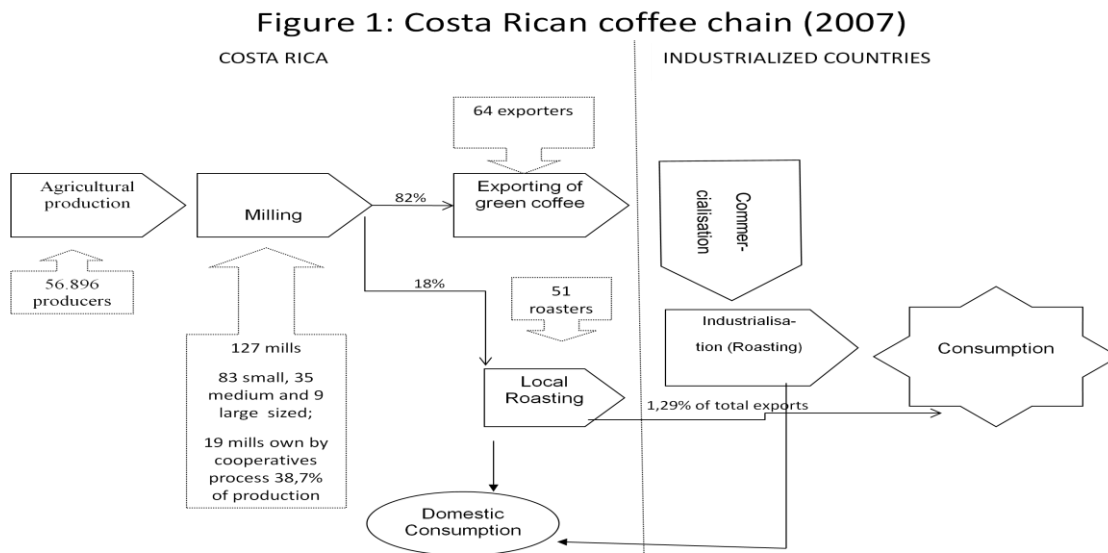 Figure 1: Costa Rican coffee chain (2007)
COSTA RICA
INDUSTRIALIZED COUNTRIES
64 exporters
Agricultural
production
Milling
82%
Exporting of
green coffee
Commer-
cialisation
56.896
producers
18%
51
roasters
127 mills
83 small, 35
medium and 9
large sized;
19 mills own by
cooperatives
process 38,7%
of production
Industrialisa-
tion (Roasting)
Consumption
Local
Roasting
1,29% of total exports
Domestic
Consumption